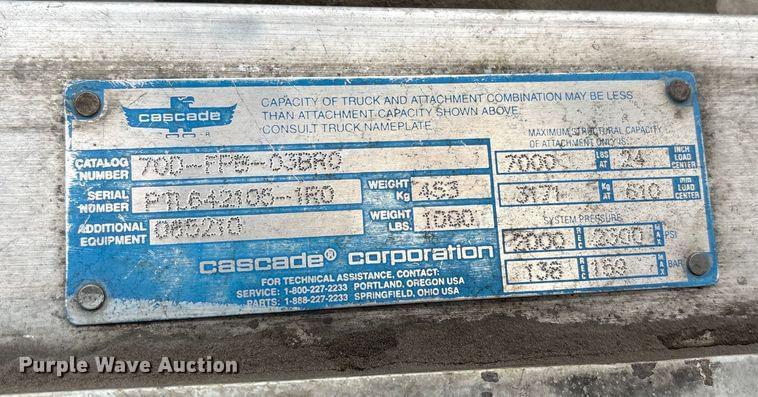 cascade
CAPACITY OF TRUCK AND ATTACHMENT COMBINATION MAY BE LESS
THAN ATTACHMENT CAPACITY SHOWN ABOVE.
CONSULT TRUCK NAMEPLATE.
CATALOG NUMBER 70D-FFB-03BR0
SERIAL NUMBER PTL642105-1R0
ADDITIONAL EQUIPMENT 065210
WEIGHT Kg
WEIGHT LBS.
MAXIMUM STRUCTURAL CAPACITY
OF ATTACHMENT ONLY IS:
7000 LBS AT 24 INCH LOAD CENTER
3171 Kg AT 610 mm LOAD CENTER
SYSTEM PRESSURE
2000 REC 2300 MAX PSI
138 REC 159 MAX BAR
cascade® corporation
FOR TECHNICAL ASSISTANCE, CONTACT:
SERVICE: 1-800-227-2233 PORTLAND, OREGON USA
PARTS: 1-888-227-2233 SPRINGFIELD, OHIO USA
Purple Wave Auction